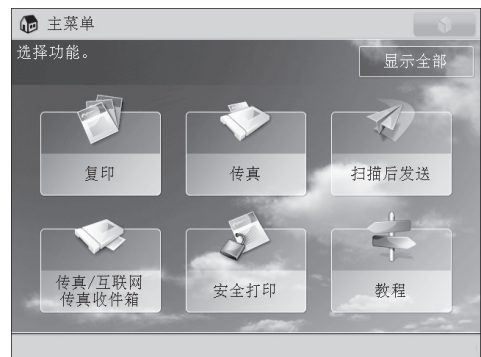 主菜单
选择功能。
显示全部
复印
传真
扫描后发送
传真/互联网
传真收件箱
安全打印
教程